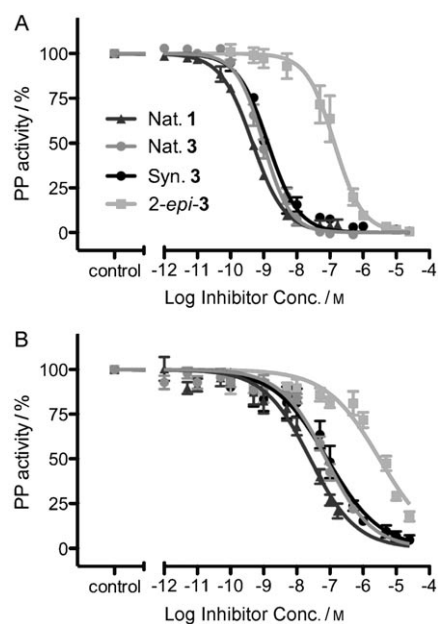 A
PP activity / %
100
75
50
25
0
Nat. 1
Nat. 3
Syn. 3
2-epi-3
control
-12 -11 -10 -9 -8 -7 -6 -5 -4
Log Inhibitor Conc. / M
B
PP activity / %
100
75
50
25
0
control
-12 -11 -10 -9 -8 -7 -6 -5 -4
Log Inhibitor Conc. / M